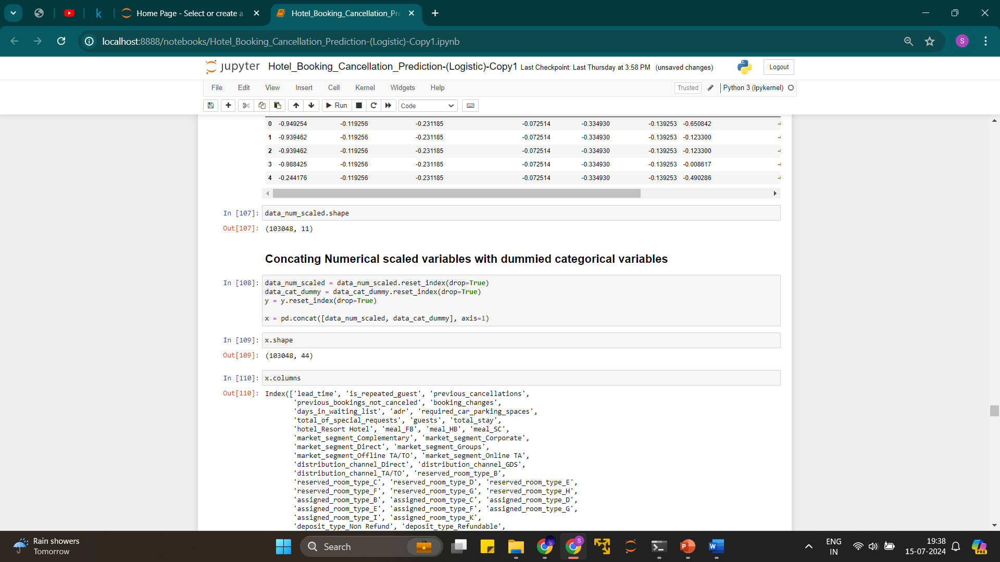 Home Page - Select or create a
Hotel_Booking_Cancellation_Pre
localhost:8888/notebooks/Hotel_Booking_Cancellation_Prediction-(Logistic)-Copy1.ipynb
S
jupyter Hotel_Booking_Cancellation_Prediction-(Logistic)-Copy1 Last Checkpoint: Last Thursday at 3:58 PM (unsaved changes)
Logout
File Edit View Insert Cell Kernel Widgets Help
Trusted
Python 3 (ipykernel)
Run
Code
0 -0.949254 -0.119256 -0.231185 -0.072514 -0.334930 -0.139253 -0.650842
1 -0.939462 -0.119256 -0.231185 -0.072514 -0.334930 -0.139253 -0.123300
2 -0.939462 -0.119256 -0.231185 -0.072514 -0.334930 -0.139253 -0.123300
3 -0.988425 -0.119256 -0.231185 -0.072514 -0.334930 -0.139253 -0.008617
4 -0.244176 -0.119256 -0.231185 -0.072514 -0.334930 -0.139253 -0.490286
In [107]: data_num_scaled.shape
Out[107]: (103048, 11)
Concating Numerical scaled variables with dummied categorical variables
In [108]: data_num_scaled = data_num_scaled.reset_index(drop=True)
data_cat_dummy = data_cat_dummy.reset_index(drop=True)
y = y.reset_index(drop=True)
x = pd.concat([data_num_scaled, data_cat_dummy], axis=1)
In [109]: x.shape
Out[109]: (103048, 44)
In [110]: x.columns
Out[110]: Index(['lead_time', 'is_repeated_guest', 'previous_cancellations',
'previous_bookings_not_canceled', 'booking_changes',
'days_in_waiting_list', 'adr', 'required_car_parking_spaces',
'total_of_special_requests', 'guests', 'total_stay',
'hotel_Resort Hotel', 'meal_FB', 'meal_HB', 'meal_SC',
'market_segment_Complementary', 'market_segment_Corporate',
'market_segment_Direct', 'market_segment_Groups',
'market_segment_Offline TA/TO', 'market_segment_Online TA',
'distribution_channel_Direct', 'distribution_channel_GDS',
'distribution_channel_TA/TO', 'reserved_room_type_B',
'reserved_room_type_C', 'reserved_room_type_D', 'reserved_room_type_E',
'reserved_room_type_F', 'reserved_room_type_G', 'reserved_room_type_H',
'assigned_room_type_B', 'assigned_room_type_C', 'assigned_room_type_D',
'assigned_room_type_E', 'assigned_room_type_F', 'assigned_room_type_G',
'assigned_room_type_I', 'assigned_room_type_K',
'deposit_type_Non Refund', 'deposit_type_Refundable',
Rain showers
Tomorrow
Search
ENG
IN
19:38
15-07-2024
PRE